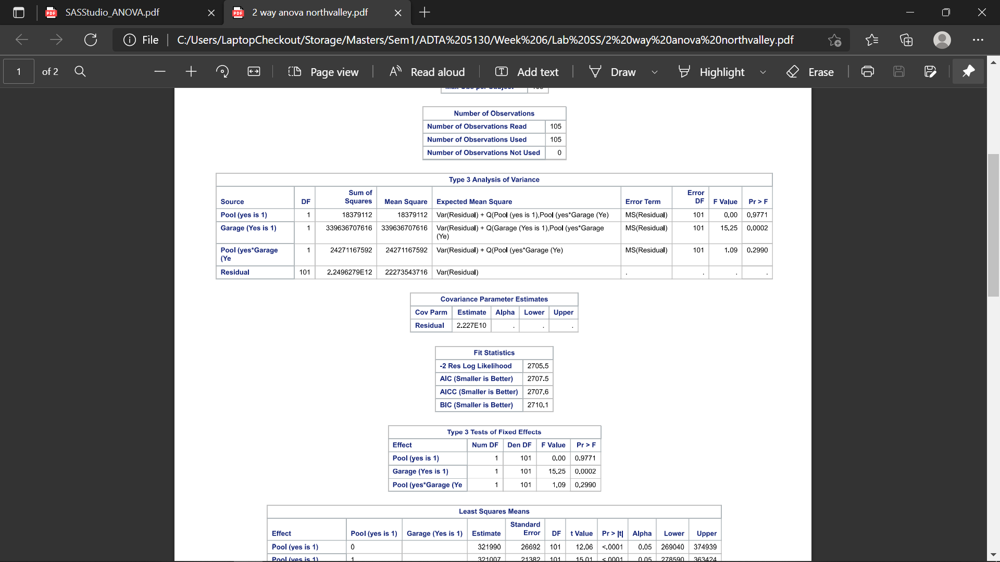 SASStudio_ANOVA.pdf
2 way anova northvalley.pdf
File
C:/Users/LaptopCheckout/Storage/Masters/Sem1/ADTA%205130/Week%206/Lab%20SS/2%20way%20anova%20northvalley.pdf
1 of 2
Page view
Read aloud
Add text
Draw
Highlight
Erase
Max Obs per Subject 105
Number of Observations
Number of Observations Read 105
Number of Observations Used 105
Number of Observations Not Used 0
Type 3 Analysis of Variance
Source DF Sum of Squares Mean Square Expected Mean Square Error Term Error DF F Value Pr > F
Pool (yes is 1) 1 18379112 18379112 Var(Residual) + Q(Pool (yes is 1),Pool (yes*Garage (Ye) MS(Residual) 101 0.00 0.9771
Garage (Yes is 1) 1 339636707616 339636707616 Var(Residual) + Q(Garage (Yes is 1),Pool (yes*Garage (Ye) MS(Residual) 101 15.25 0.0002
Pool (yes*Garage (Ye 1 24271167592 24271167592 Var(Residual) + Q(Pool (yes*Garage (Ye) MS(Residual) 101 1.09 0.2990
Residual 101 2.2496279E12 22273543716 Var(Residual) . . . .
Covariance Parameter Estimates
Cov Parm Estimate Alpha Lower Upper
Residual 2.227E10 . . .
Fit Statistics
-2 Res Log Likelihood 2705.5
AIC (Smaller is Better) 2707.5
AICC (Smaller is Better) 2707.6
BIC (Smaller is Better) 2710.1
Type 3 Tests of Fixed Effects
Effect Num DF Den DF F Value Pr > F
Pool (yes is 1) 1 101 0.00 0.9771
Garage (Yes is 1) 1 101 15.25 0.0002
Pool (yes*Garage (Ye 1 101 1.09 0.2990
Least Squares Means
Effect Pool (yes is 1) Garage (Yes is 1) Estimate Standard Error DF t Value Pr > |t| Alpha Lower Upper
Pool (yes is 1) 0 321990 26692 101 12.06 <.0001 0.05 269040 374939
Pool (yes is 1) 1 321007 21382 101 15.01 <.0001 0.05 278590 363424